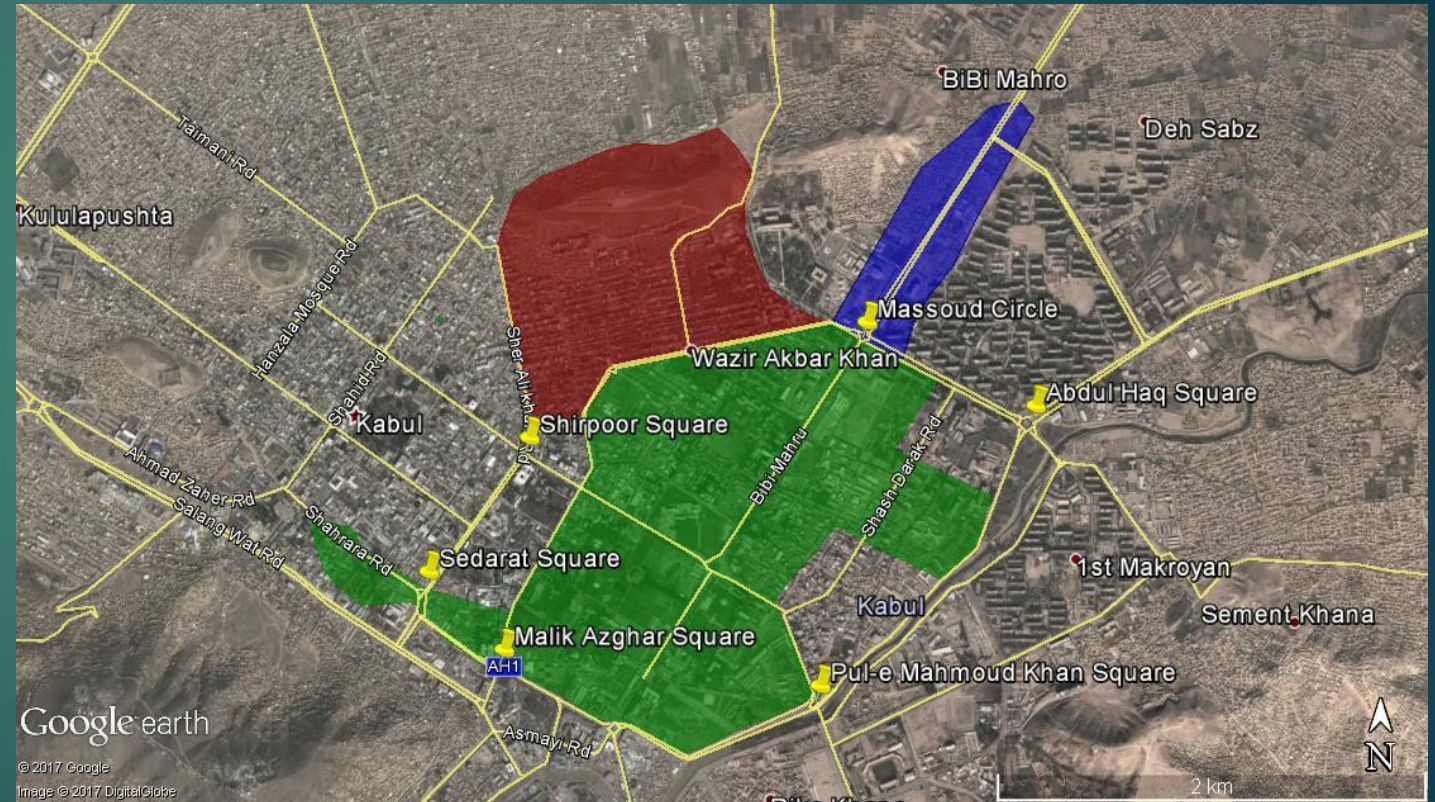 BiBi Mahro
Deh Sabz
Taimani Rd
Kululapushta
Hanzala Mosque Rd
Massoud Circle
Sher Ali
Rd
Wazir Akbar Khan
Shahid Rd
Kabul
Shirpoor Square
Abdul Haq Square
Bibi Mahru
Shash Darak Rd
Ahmad Zaher Rd
Salang Wat Rd
Shahrara Rd
Sedarat Square
1st Makroyan
Kabul
Sement Khana
Malik Azghar Square
AH1
Pul-e Mahmoud Khan Square
Asmayi Rd
Google earth
N
© 2017 Google
Image © 2017 DigitalGlobe
2 km